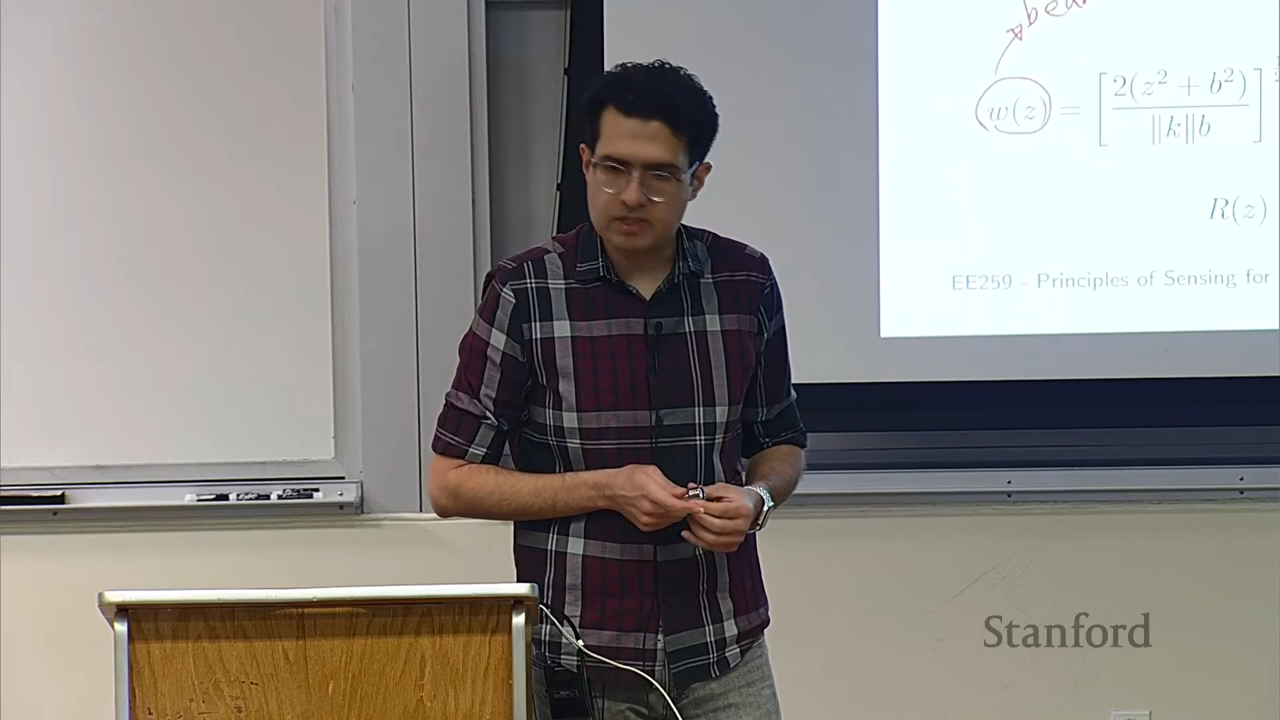 w(z) = [ 2(z² + b²) / ‖k‖b ]
R(z)
EE259 - Principles of Sensing for
Stanford